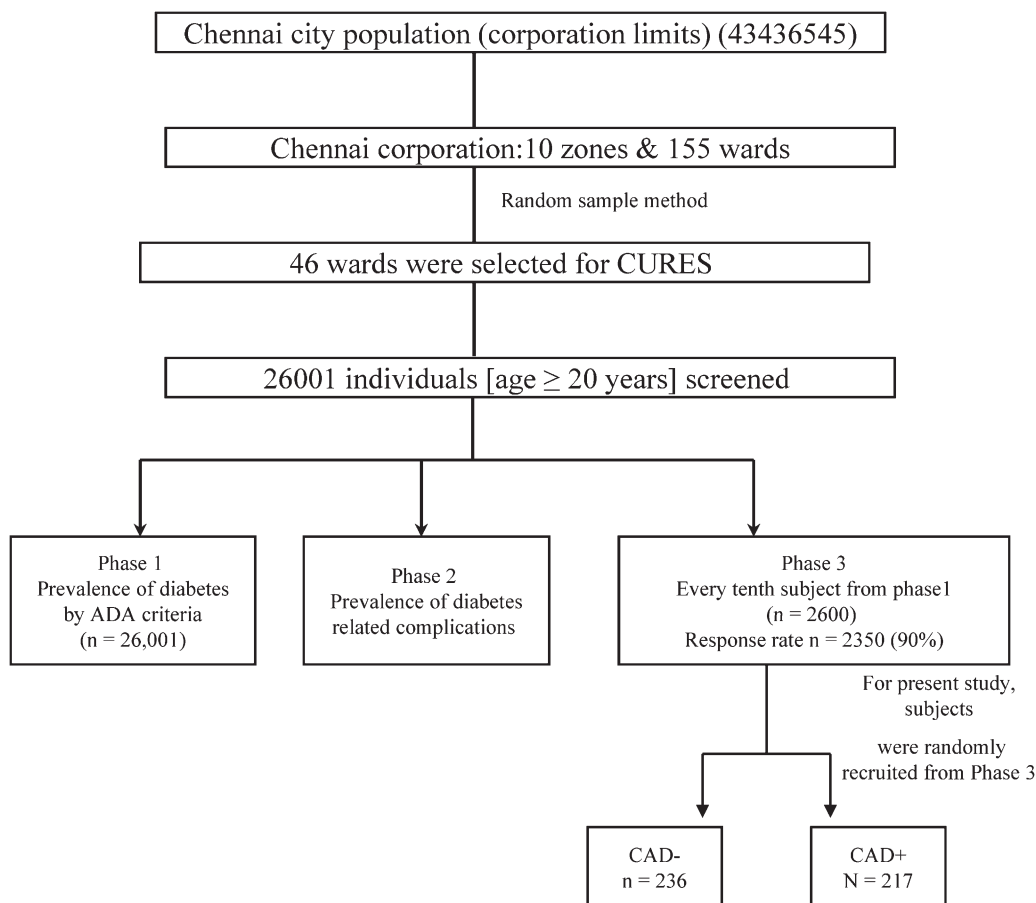 Chennai city population (corporation limits) (43436545)
Chennai corporation:10 zones & 155 wards
Random sample method
46 wards were selected for CURES
26001 individuals [age ≥ 20 years] screened
Phase 1
Prevalence of diabetes
by ADA criteria
(n = 26,001)
Phase 2
Prevalence of diabetes
related complications
Phase 3
Every tenth subject from phase1
(n = 2600)
Response rate n = 2350 (90%)
For present study,
subjects
were randomly
recruited from Phase 3
CAD-
n = 236
CAD+
N = 217